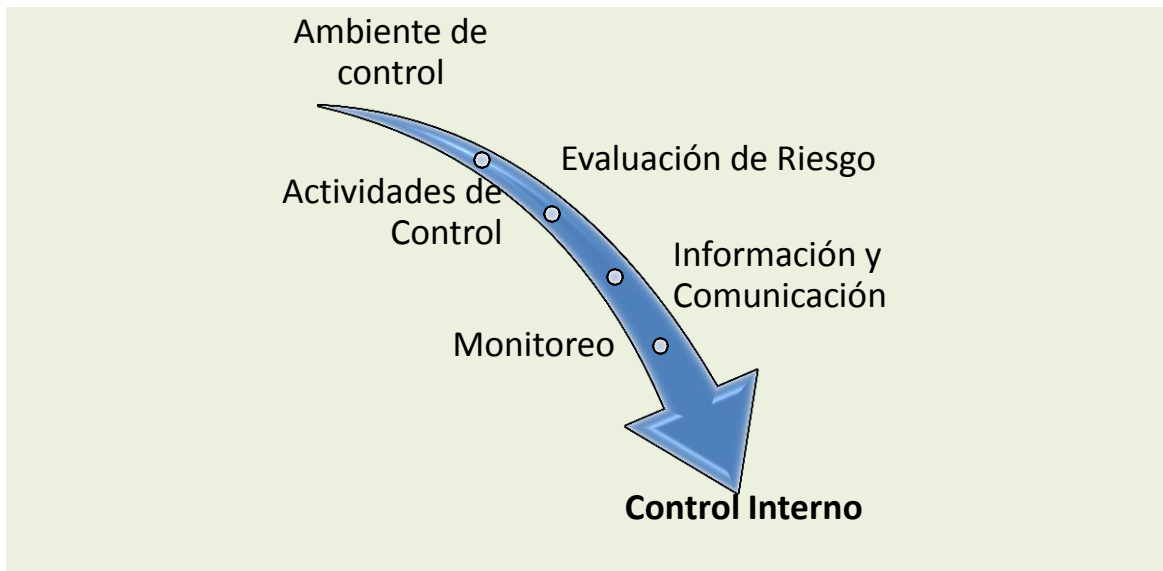 Ambiente de
control
Evaluación de Riesgo
Actividades de
Control
Información y
Comunicación
Monitoreo
Control Interno